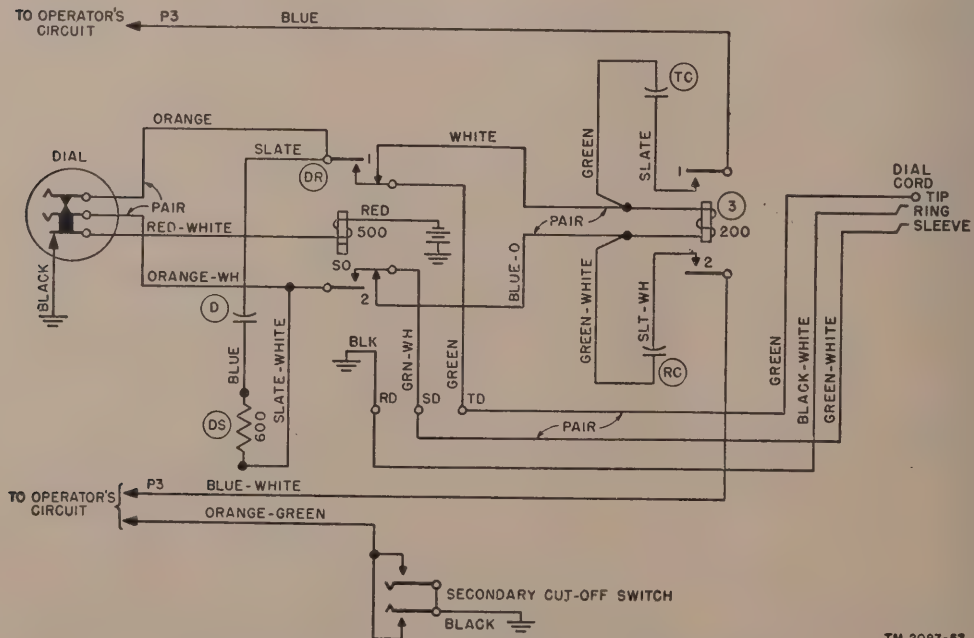 TO OPERATOR'S
CIRCUIT
P3
BLUE
TC
ORANGE
WHITE
GREEN
SLATE
DIAL
SLATE
1
DR
1
DIAL
CORD
TIP
RING
SLEEVE
PAIR
RED
PAIR
3
RED-WHITE
500
200
SO
2
2
ORANGE-WH
BLUE-O
BLACK
D
GREEN-WHITE
SLT-WH
BLUE
SLATE-WHITE
BLK
GRN-WH
GREEN
GREEN
BLACK-WHITE
GREEN-WHITE
RC
RD
SD
TD
DS
600
PAIR
TO OPERATOR'S
CIRCUIT
P3
BLUE-WHITE
ORANGE-GREEN
SECONDARY CUT-OFF SWITCH
BLACK